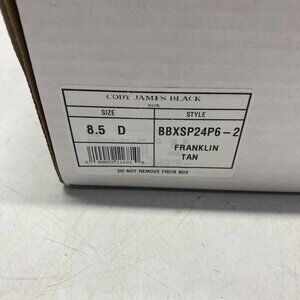 CODY JAMES BLACK
SIZE
STYLE
8.5 D
BBXSP24P6-2
FRANKLIN
TAN
DO NOT REMOVE FROM BOX